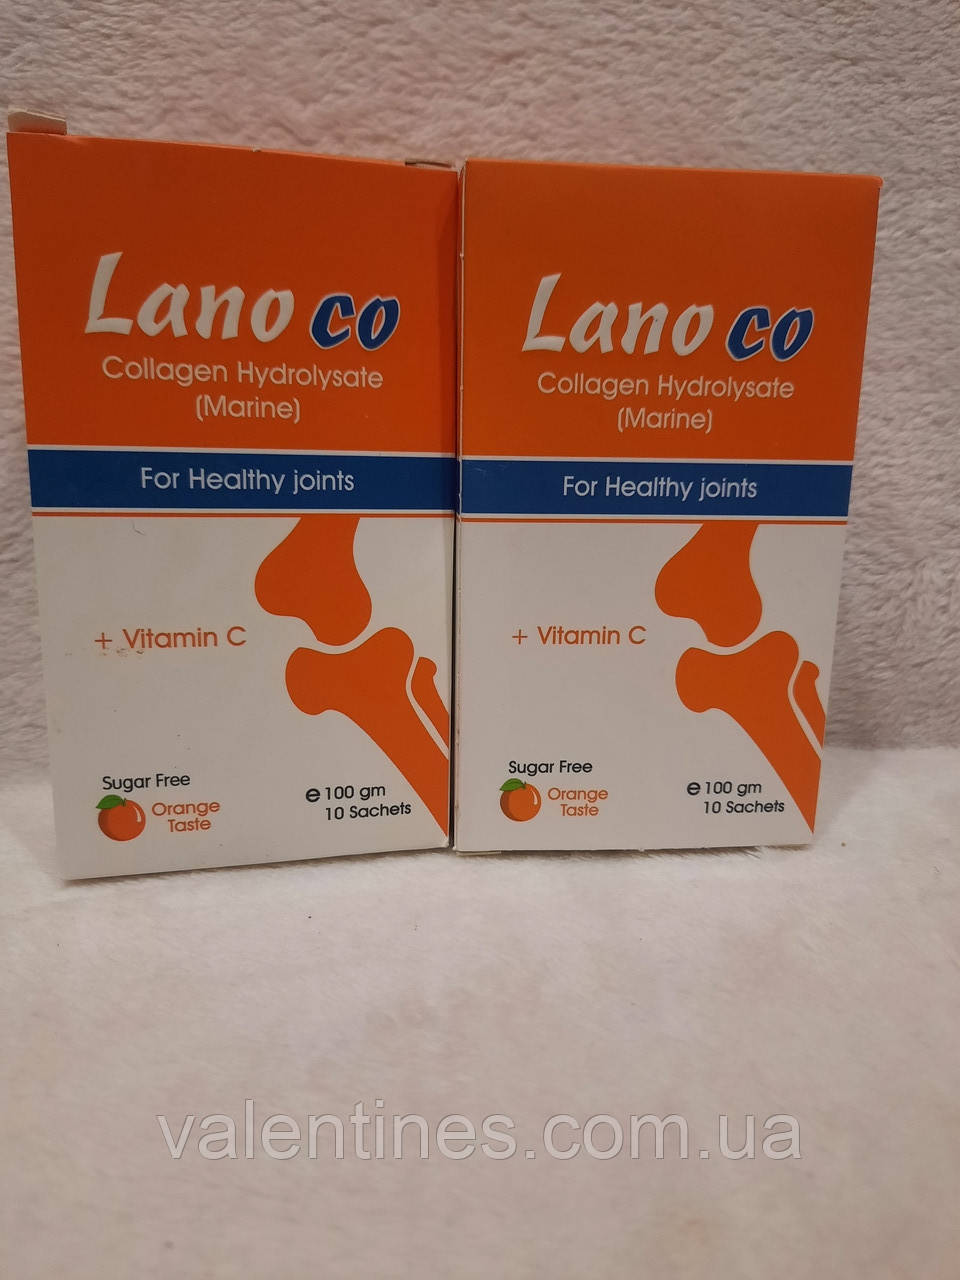 Lano co
Collagen Hydrolysate
(Marine)
For Healthy joints
+ Vitamin C
Sugar Free
Orange
Taste
℮ 100 gm
10 Sachets
Lano co
Collagen Hydrolysate
(Marine)
For Healthy joints
+ Vitamin C
Sugar Free
Orange
Taste
℮ 100 gm
10 Sachets
valentines.com.ua